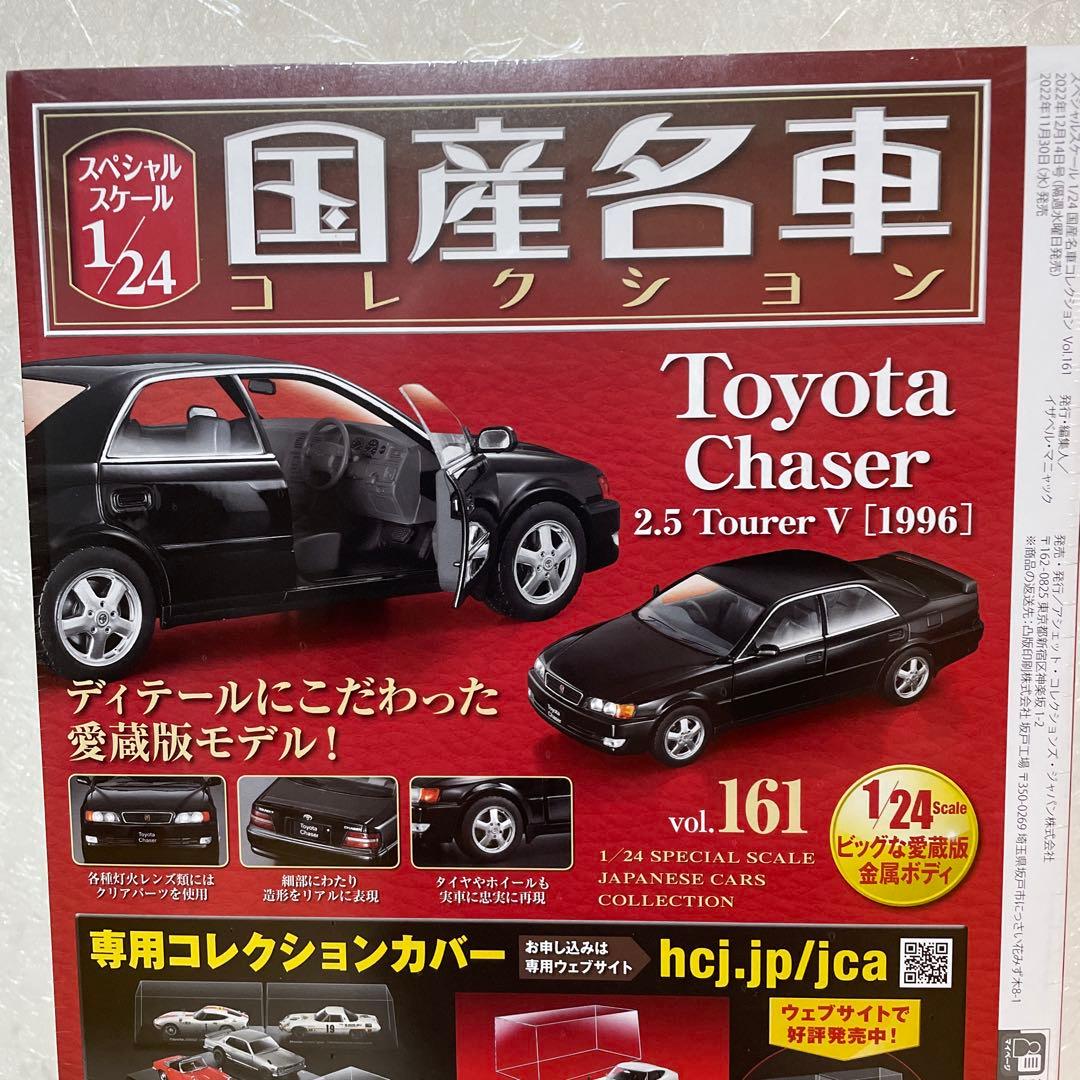 スペシャル
スケール
1/24
国産名車
コレクション
Toyota
Chaser
2.5 Tourer V [1996]
Toyota
Chaser
ディテールにこだわった
愛蔵版モデル!
Toyota
Chaser
各種灯火レンズ類には
クリアパーツを使用
Toyota
Chaser
細部にわたり
造形をリアルに表現
タイヤやホイールも
実車に忠実に再現
vol.161
1/24 SPECIAL SCALE
JAPANESE CARS
COLLECTION
1/24 Scale
ビッグな愛蔵版
金属ボディ
専用コレクションカバー
お申し込みは
専用ウェブサイト
hcj.jp/jca
ウェブサイトで
好評発売中!
19
スペシャルスケール 1/24 国産名車コレクション Vol.161
2022年12月14日号(隔週水曜日発売)
2022年11月30日(水)発売
発行・編集人/
イザベル・マニャック
発売・発行/アシェット・コレクションズ・ジャパン株式会社
〒162-0825 東京都新宿区神楽坂 1-2
※商品の返送先:凸版印刷株式会社 坂戸工場 〒350-0269 埼玉県坂戸市にっさい花みず木8-1
マイページ